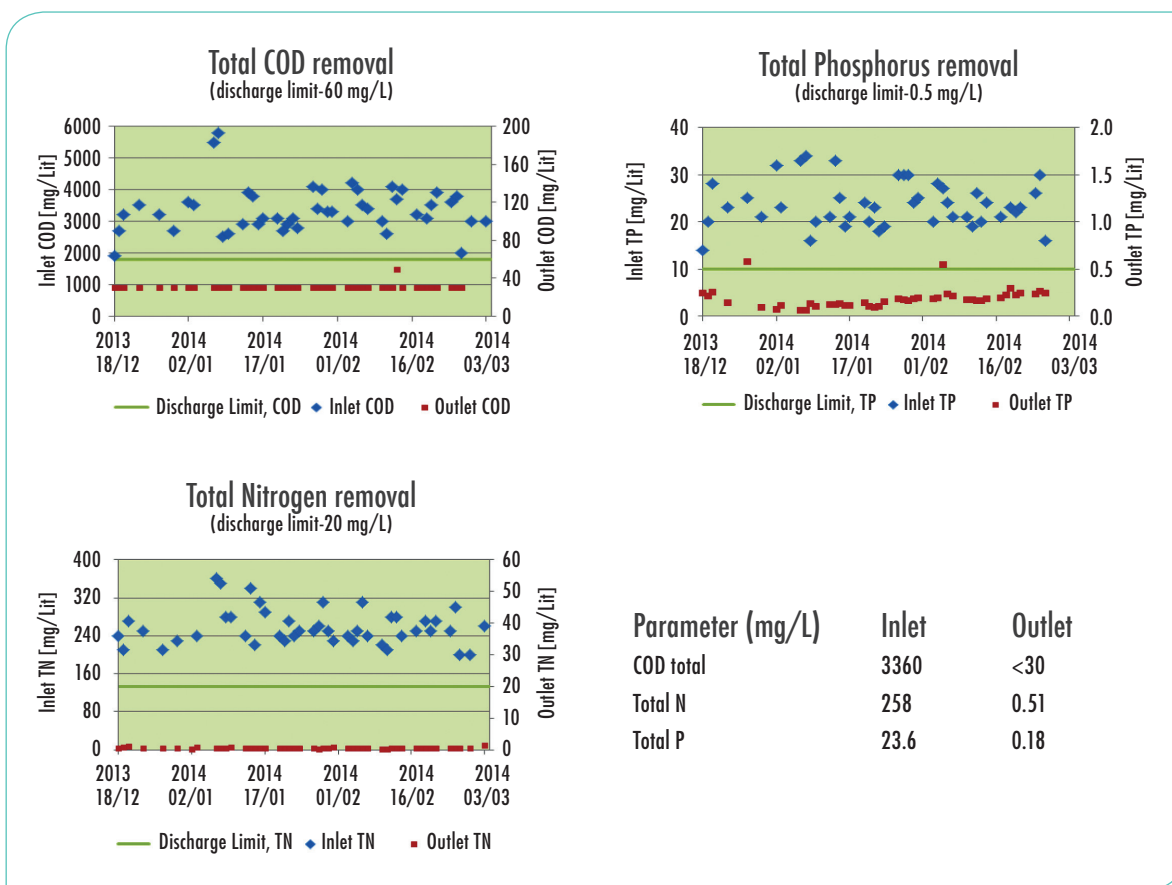 Total COD removal
(discharge limit-60 mg/L)
6000
5000
4000
3000
2000
1000
0
Inlet COD [mg/Lit]
200
160
120
80
40
0
Outlet COD [mg/Lit]
2013 2014 2014 2014 2014 2014
18/12 02/01 17/01 01/02 16/02 03/03
Discharge Limit, COD Inlet COD Outlet COD
Total Phosphorus removal
(discharge limit-0.5 mg/L)
40
30
20
10
0
Inlet TP [mg/Lit]
2.0
1.5
1.0
0.5
0.0
Outlet TP [mg/Lit]
2013 2014 2014 2014 2014 2014
18/12 02/01 17/01 01/02 16/02 03/03
Discharge Limit, TP Inlet TP Outlet TP
Total Nitrogen removal
(discharge limit-20 mg/L)
400
320
240
160
80
0
Inlet TN [mg/Lit]
60
50
40
30
20
10
0
Outlet TN [mg/Lit]
2013 2014 2014 2014 2014 2014
18/12 02/01 17/01 01/02 16/02 03/03
Discharge Limit, TN Inlet TN Outlet TN
Parameter (mg/L) Inlet Outlet
COD total 3360 <30
Total N 258 0.51
Total P 23.6 0.18